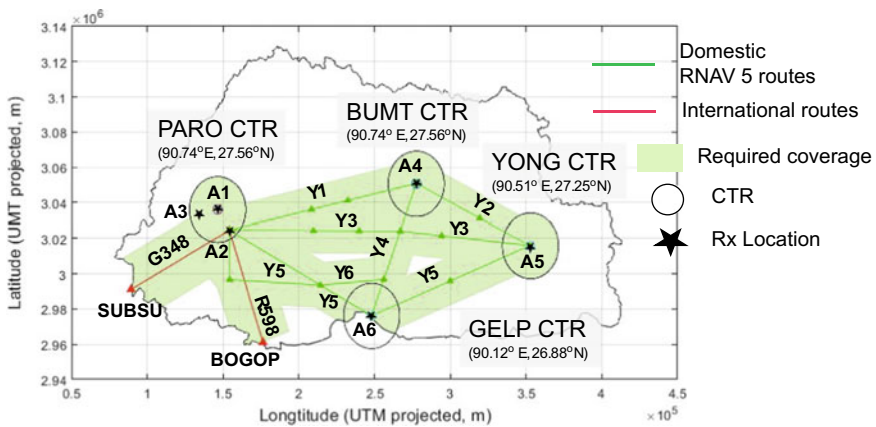 ×10⁶
3.14
3.12
3.1
3.08
3.06
3.04
3.02
3
2.98
2.96
2.94
Latitude (UMT projected, m)
PARO CTR
(90.74° E,27.56°N)
BUMT CTR
(90.74° E,27.56°N)
YONG CTR
(90.51° E,27.25°N)
GELP CTR
(90.12° E,26.88°N)
A1
A3
A2
A4
A5
A6
Y1
Y2
Y3
Y3
Y4
Y5
Y6
Y5
Y5
G348
R598
SUBSU
BOGOP
0.5
1
1.5
2
2.5
3
3.5
4
4.5
×10⁵
Longtitude (UTM projected, m)
Domestic
RNAV 5 routes
International routes
Required coverage
CTR
Rx Location